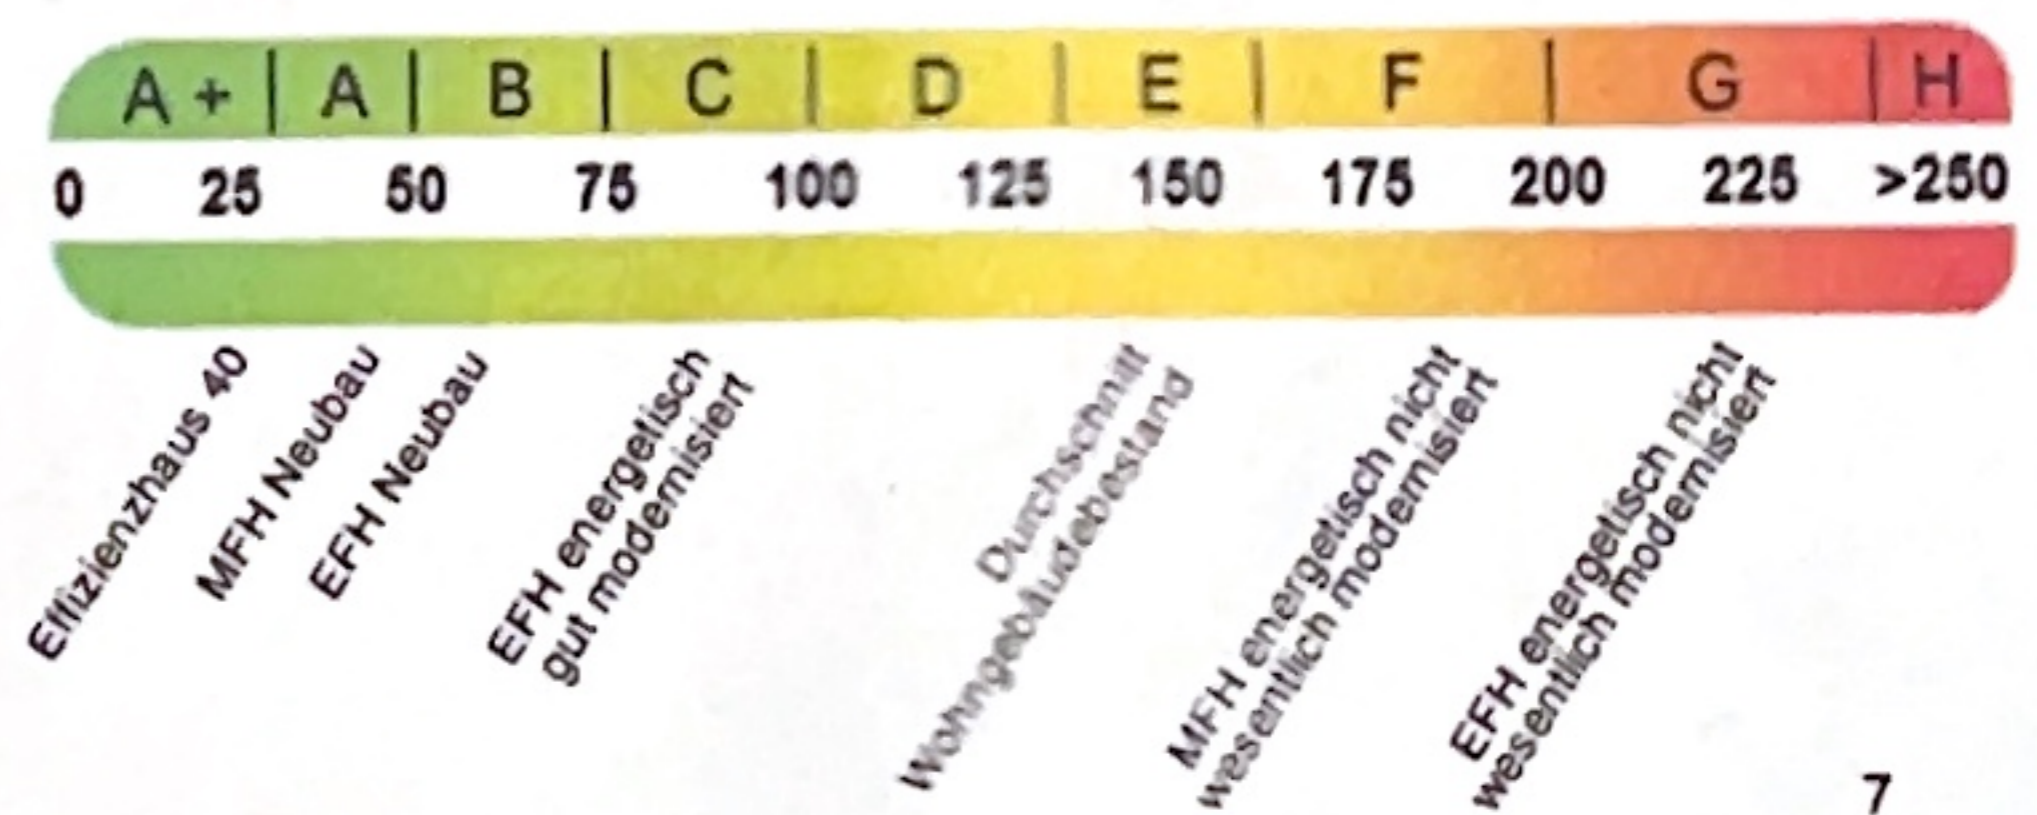 A + | A | B | C | D | E | F | G | H
0 25 50 75 100 125 150 175 200 225 >250
Effizienzhaus 40
MFH Neubau
EFH Neubau
EFH energetisch
gut modernisiert
Durchschnitt
Wohngebäudebestand
MFH energetisch nicht
wesentlich modernisiert
EFH energetisch nicht
wesentlich modernisiert
7